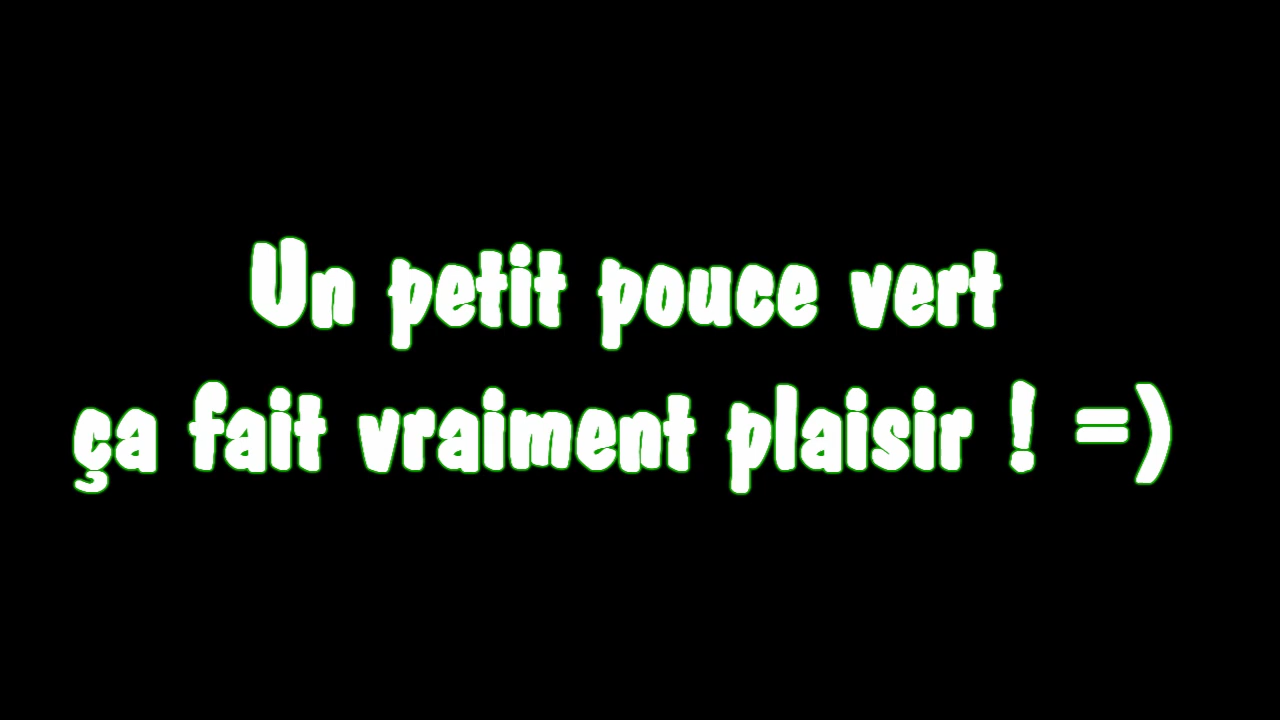 Un petit pouce vert
ça fait vraiment plaisir ! =)